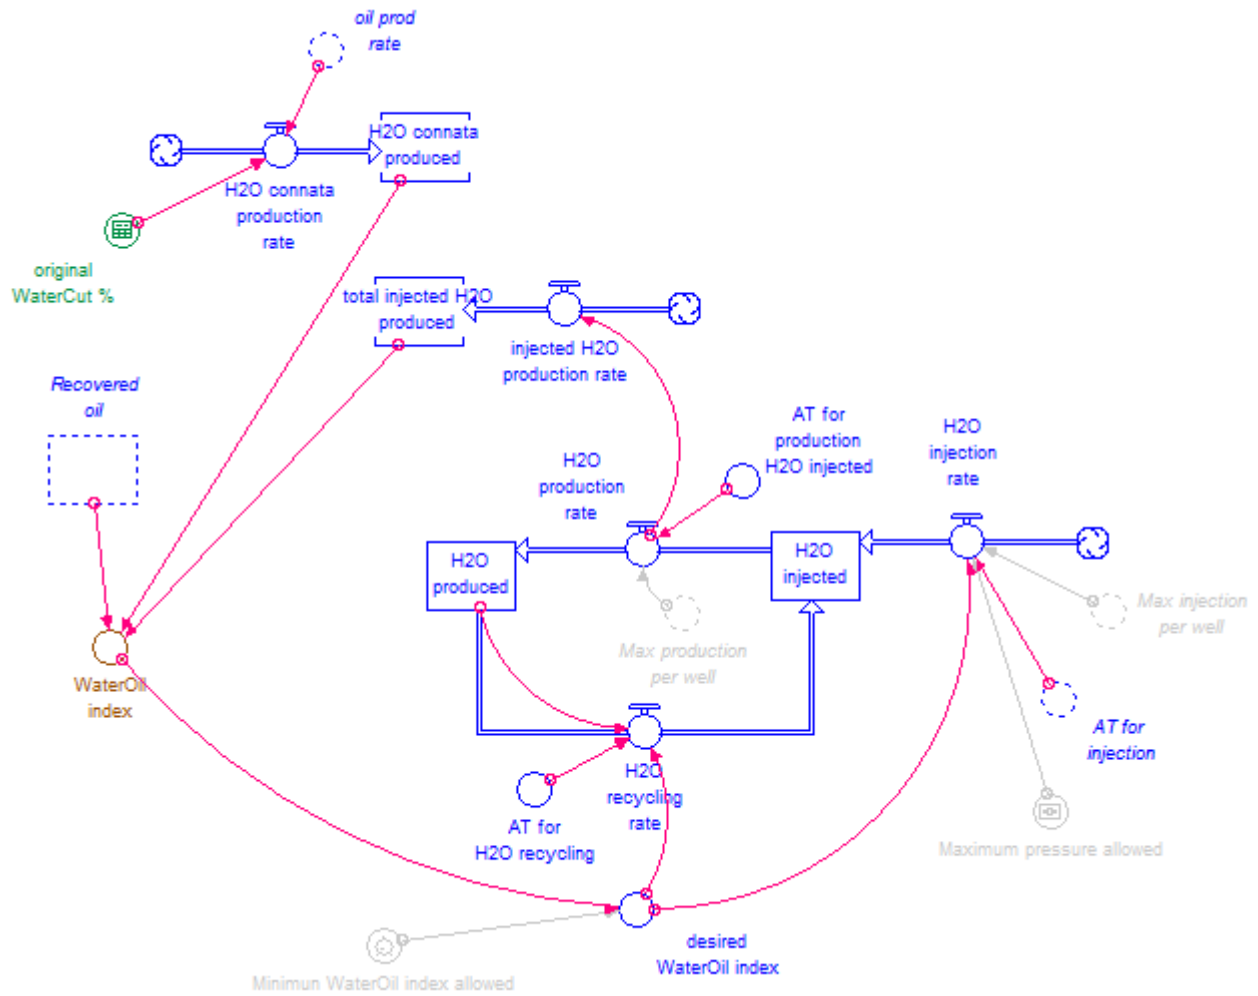 oil prod
rate
H2O connata
produced
H2O connata
production
rate
original
WaterCut %
total injected H2O
produced
injected H2O
production rate
Recovered
oil
AT for
production
H2O injected
H2O
injection
rate
H2O
production
rate
H2O
produced
H2O
injected
Max injection
per well
Max production
per well
WaterOil
index
AT for
injection
H2O
recycling
rate
AT for
H2O recycling
Maximum pressure allowed
desired
WaterOil index
Minimun WaterOil index allowed